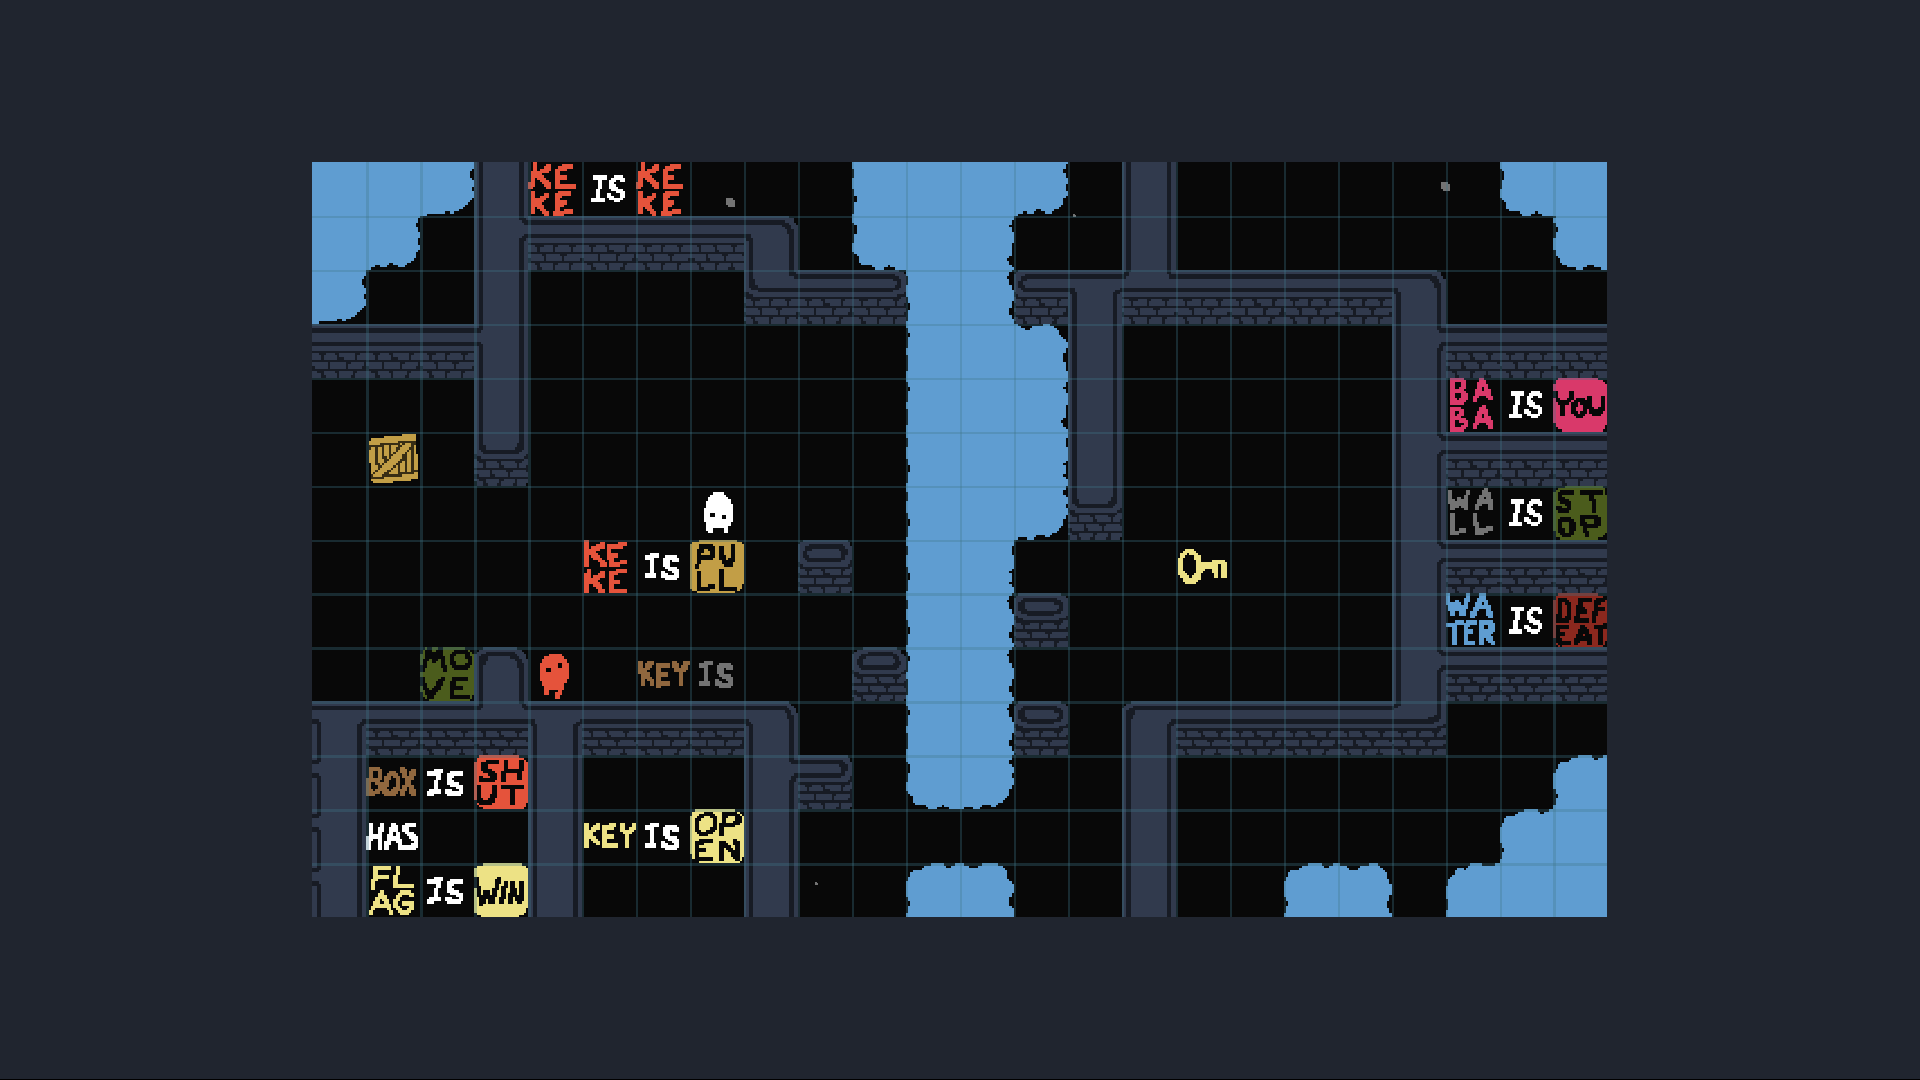 KEKE IS KEKE
BABA IS YOU
WALL IS STOP
KEKE IS PULL
WATER IS DEFEAT
MOVE KEY IS
BOX IS SHUT
HAS
KEY IS OPEN
FLAG IS WIN